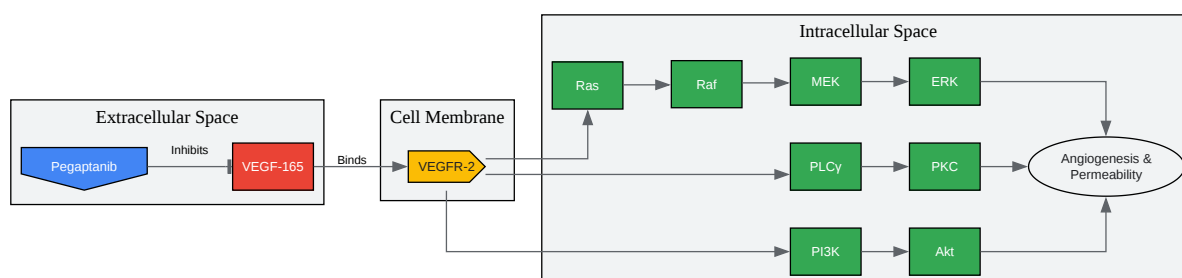 Intracellular Space
Ras
Raf
MEK
ERK
Extracellular Space
Cell Membrane
Inhibits
Binds
Pegaptanib
VEGF-165
VEGFR-2
PLCγ
PKC
Angiogenesis &
Permeability
PI3K
Akt